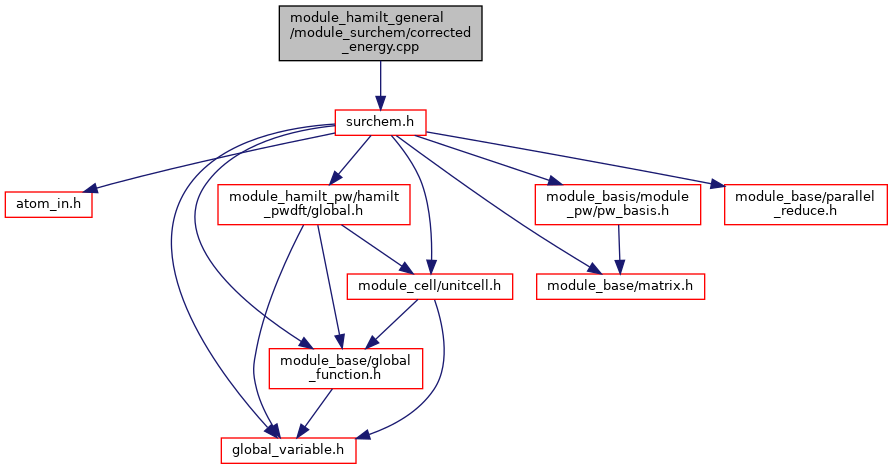 module_hamilt_general
/module_surchem/corrected
_energy.cpp
surchem.h
atom_in.h
module_hamilt_pw/hamilt
_pwdft/global.h
module_basis/module
_pw/pw_basis.h
module_base/parallel
_reduce.h
module_cell/unitcell.h
module_base/matrix.h
module_base/global
_function.h
global_variable.h